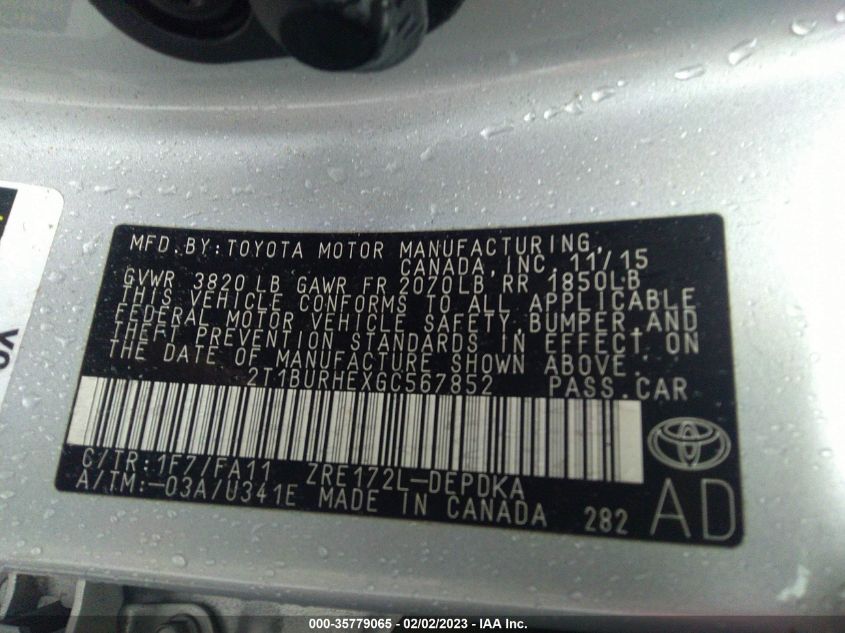 MFD.BY:TOYOTA MOTOR MANUFACTURING,
CANADA,INC. 11/15
GVWR 3820 LB GAWR FR 2070LB RR 1850LB
THIS VEHICLE CONFORMS TO ALL APPLICABLE
FEDERAL MOTOR VEHICLE SAFETY,BUMPER,AND
THEFT PREVENTION STANDARDS IN EFFECT ON
THE DATE OF MANUFACTURE SHOWN ABOVE.
2T1BURHEXGC567852 PASS.CAR
C/TR:1F7/FA11 ZRE172L-DEPDKA
A/TM:-03A/U341E MADE IN CANADA 282 AD
000-35779065 - 02/02/2023 - IAA Inc.